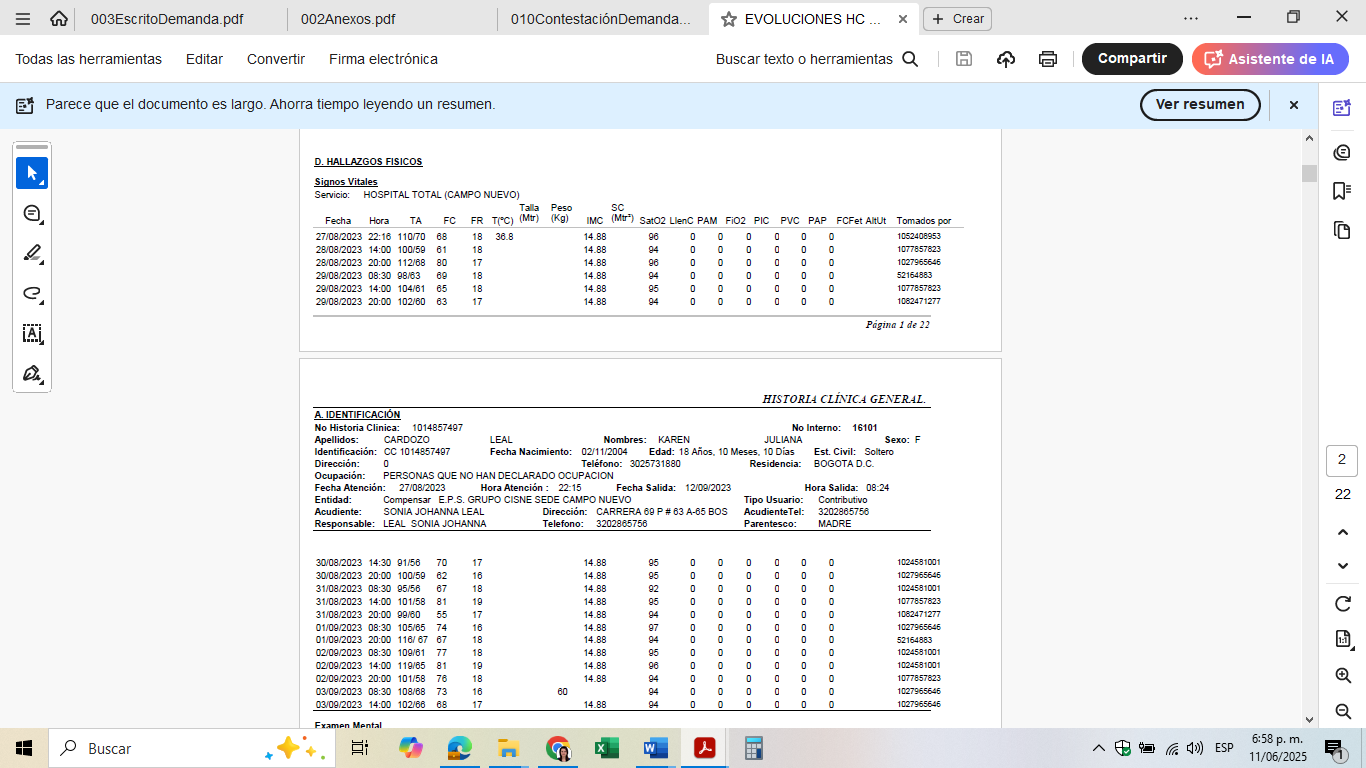 003EscritoDemanda.pdf 002Anexos.pdf 010ContestaciónDemanda... EVOLUCIONES HC ... Crear
Todas las herramientas Editar Convertir Firma electrónica Buscar texto o herramientas Compartir Asistente de IA
Parece que el documento es largo. Ahorra tiempo leyendo un resumen. Ver resumen
D. HALLAZGOS FISICOS
Signos Vitales
Servicio: HOSPITAL TOTAL (CAMPO NUEVO)
Fecha Hora TA FC FR T(ºC) Talla (Mtr) Peso (Kg) IMC SC (Mtr²) SatO2 LlenC PAM FiO2 PIC PVC PAP FCFet AltUt Tomados por
27/08/2023 22:16 110/70 68 18 36.8 14.88 96 0 0 0 0 0 0 1052408953
28/08/2023 14:00 100/59 61 18 14.88 94 0 0 0 0 0 0 1077857823
28/08/2023 20:00 112/68 80 17 14.88 96 0 0 0 0 0 0 1027965646
29/08/2023 08:30 98/63 69 18 14.88 94 0 0 0 0 0 0 52164883
29/08/2023 14:00 104/61 65 18 14.88 95 0 0 0 0 0 0 1077857823
29/08/2023 20:00 102/60 63 17 14.88 94 0 0 0 0 0 0 1082471277
Página 1 de 22
HISTORIA CLÍNICA GENERAL.
A. IDENTIFICACIÓN
No Historia Clinica: 1014857497 No Interno: 16101
Apellidos: CARDOZO LEAL Nombres: KAREN JULIANA Sexo: F
Identificación: CC 1014857497 Fecha Nacimiento: 02/11/2004 Edad: 18 Años, 10 Meses, 10 Días Est. Civil: Soltero
Dirección: 0 Teléfono: 3025731880 Residencia: BOGOTA D.C.
Ocupación: PERSONAS QUE NO HAN DECLARADO OCUPACION
Fecha Atención: 27/08/2023 Hora Atención : 22:15 Fecha Salida: 12/09/2023 Hora Salida: 08:24
Entidad: Compensar E.P.S. GRUPO CISNE SEDE CAMPO NUEVO Tipo Usuario: Contributivo
Acudiente: SONIA JOHANNA LEAL Dirección: CARRERA 69 P # 63 A-65 BOS AcudienteTel: 3202865756
Responsable: LEAL SONIA JOHANNA Telefono: 3202865756 Parentesco: MADRE
30/08/2023 14:30 91/56 70 17 14.88 95 0 0 0 0 0 0 1024581001
30/08/2023 20:00 100/59 62 16 14.88 95 0 0 0 0 0 0 1027965646
31/08/2023 08:30 95/56 67 18 14.88 92 0 0 0 0 0 0 1024581001
31/08/2023 14:00 101/58 81 19 14.88 95 0 0 0 0 0 0 1077857823
31/08/2023 20:00 99/60 55 17 14.88 94 0 0 0 0 0 0 1082471277
01/09/2023 08:30 105/65 74 16 14.88 97 0 0 0 0 0 0 1027965646
01/09/2023 20:00 116/ 67 67 18 14.88 94 0 0 0 0 0 0 52164883
02/09/2023 08:30 109/61 77 18 14.88 95 0 0 0 0 0 0 1024581001
02/09/2023 14:00 119/65 81 19 14.88 96 0 0 0 0 0 0 1024581001
02/09/2023 20:00 101/58 76 18 14.88 94 0 0 0 0 0 0 1077857823
03/09/2023 08:30 108/68 73 16 60 94 0 0 0 0 0 0 1027965646
03/09/2023 14:00 102/66 68 17 14.88 94 0 0 0 0 0 0 1027965646
Examen Mental
2
22
1:1
Buscar
ESP 6:58 p. m.
11/06/2025
1